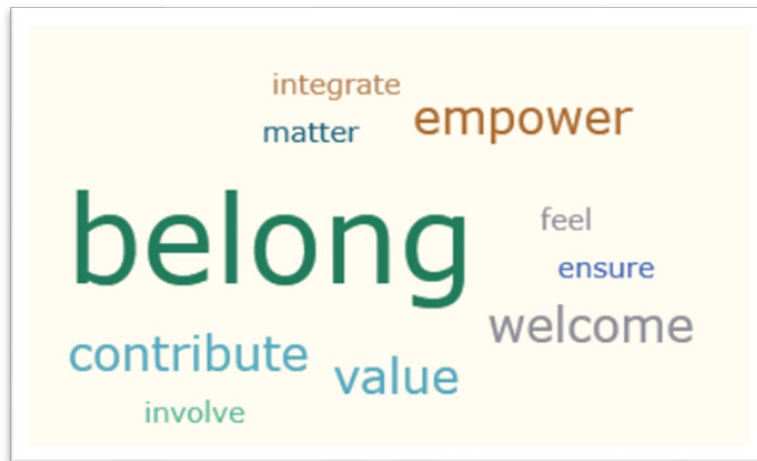 integrate
empower
matter
belong
feel
ensure
welcome
contribute
value
involve